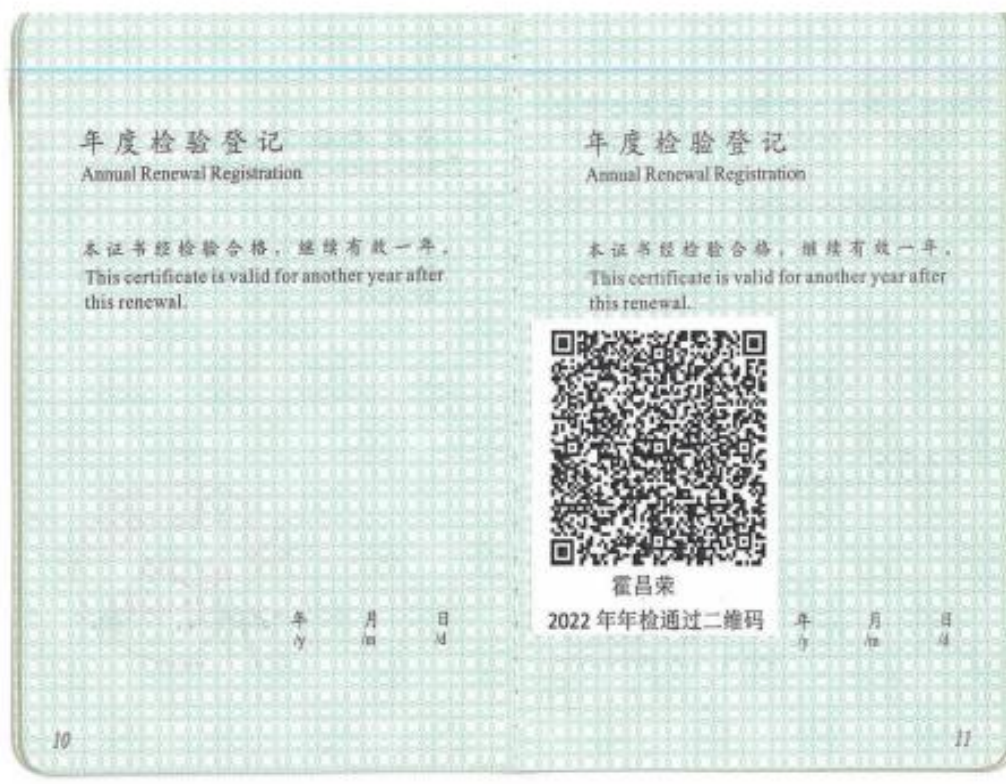 年度检验登记
Annual Renewal Registration
本证书经检验合格，继续有效一年。
This certificate is valid for another year after
this renewal.
年 月 日
/y /m /d
10
年度检验登记
Annual Renewal Registration
本证书经检验合格，继续有效一年。
This certificate is valid for another year after
this renewal.
霍昌荣
2022 年年检通过二维码
年 月 日
/y /m /d
11